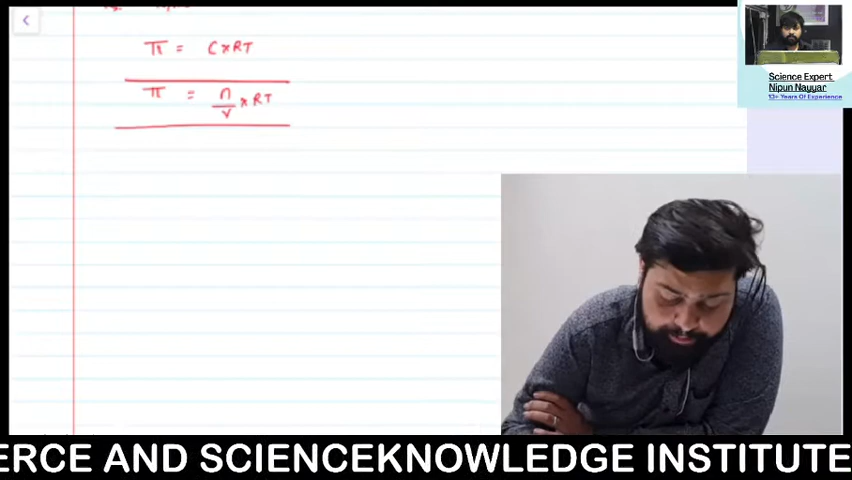 π = C×RT
π = n/V × RT
Science Expert
Nipun Nayyar
13+ Years Of Experience
ERCE AND SCIENCEKNOWLEDGE INSTITUTE